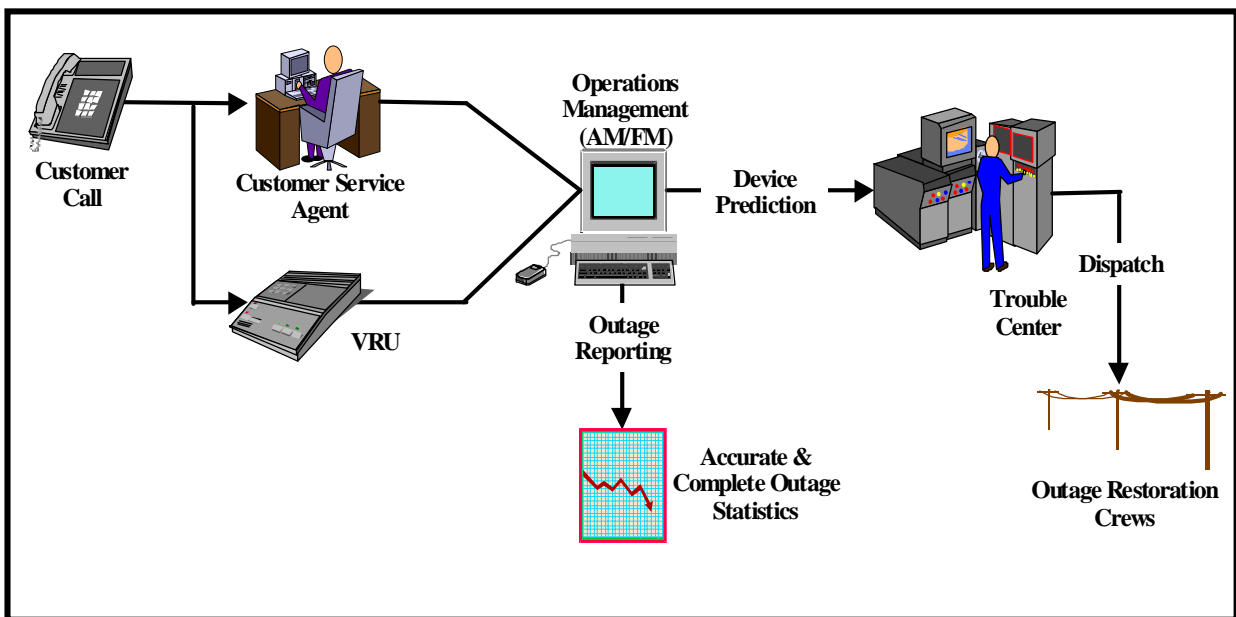 Customer
Call
Customer Service
Agent
VRU
Operations
Management
(AM/FM)
Device
Prediction
Outage
Reporting
Accurate &
Complete Outage
Statistics
Trouble
Center
Dispatch
Outage Restoration
Crews